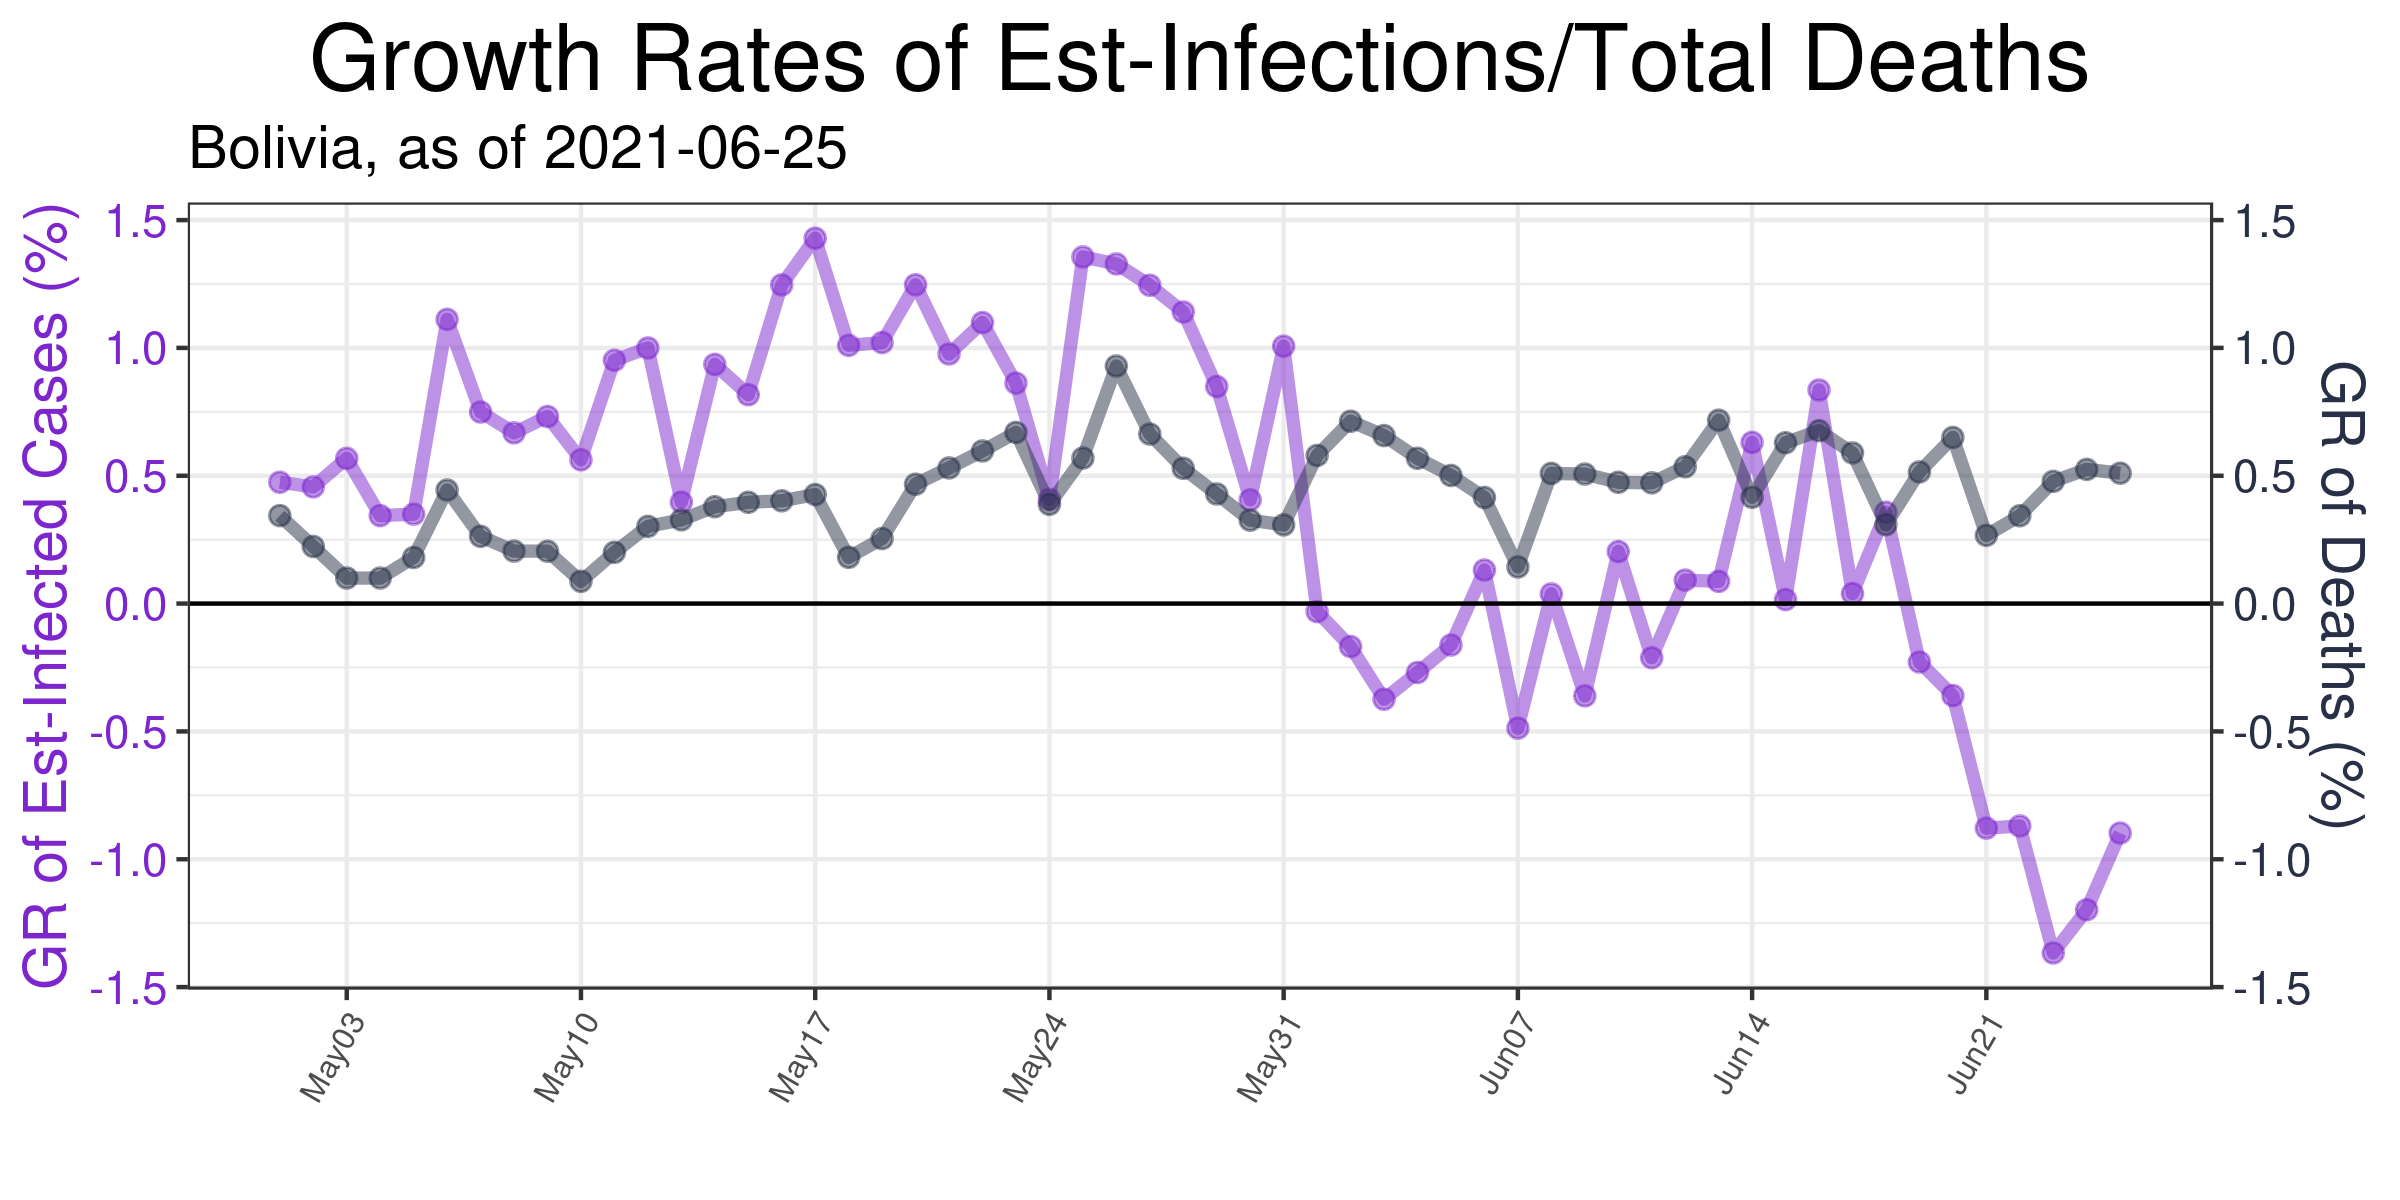 Growth Rates of Est-Infections/Total Deaths
Bolivia, as of 2021-06-25
GR of Est-Infected Cases (%)
1.5
1.0
0.5
0.0
-0.5
-1.0
-1.5
1.5
1.0
0.5
0.0
-0.5
-1.0
-1.5
GR of Deaths (%)
May03
May10
May17
May24
May31
Jun07
Jun14
Jun21